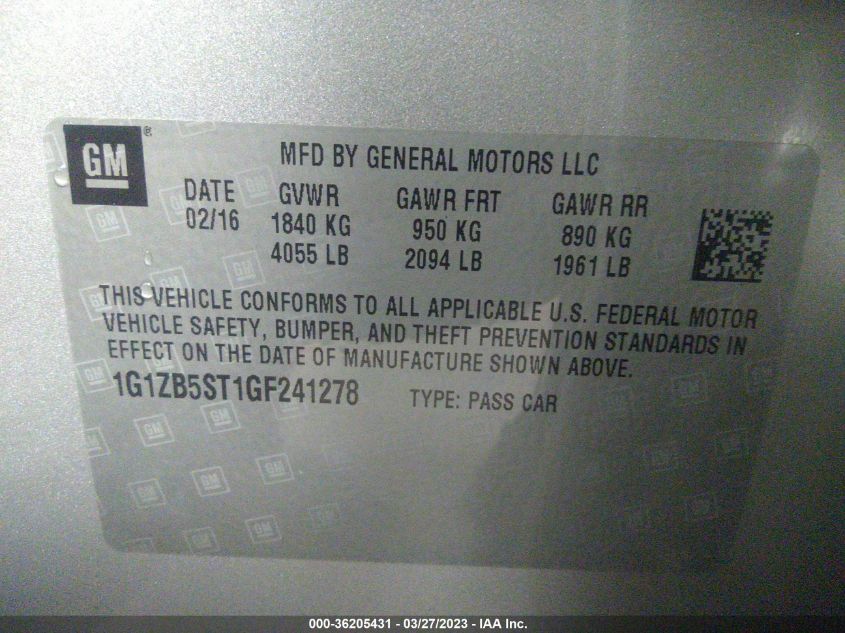 GM ®
MFD BY GENERAL MOTORS LLC
DATE GVWR GAWR FRT GAWR RR
02/16 1840 KG 950 KG 890 KG
4055 LB 2094 LB 1961 LB
THIS VEHICLE CONFORMS TO ALL APPLICABLE U.S. FEDERAL MOTOR
VEHICLE SAFETY, BUMPER, AND THEFT PREVENTION STANDARDS IN
EFFECT ON THE DATE OF MANUFACTURE SHOWN ABOVE.
1G1ZB5ST1GF241278 TYPE: PASS CAR
000-36205431 - 03/27/2023 - IAA Inc.